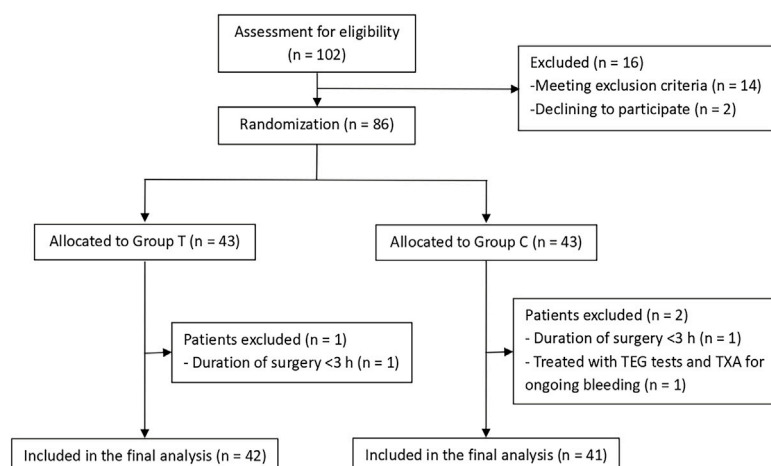 Assessment for eligibility
(n = 102)
Excluded (n = 16)
-Meeting exclusion criteria (n = 14)
-Declining to participate (n = 2)
Randomization (n = 86)
Allocated to Group T (n = 43)
Allocated to Group C (n = 43)
Patients excluded (n = 1)
- Duration of surgery <3 h (n = 1)
Patients excluded (n = 2)
- Duration of surgery <3 h (n = 1)
- Treated with TEG tests and TXA for
ongoing bleeding (n = 1)
Included in the final analysis (n = 42)
Included in the final analysis (n = 41)